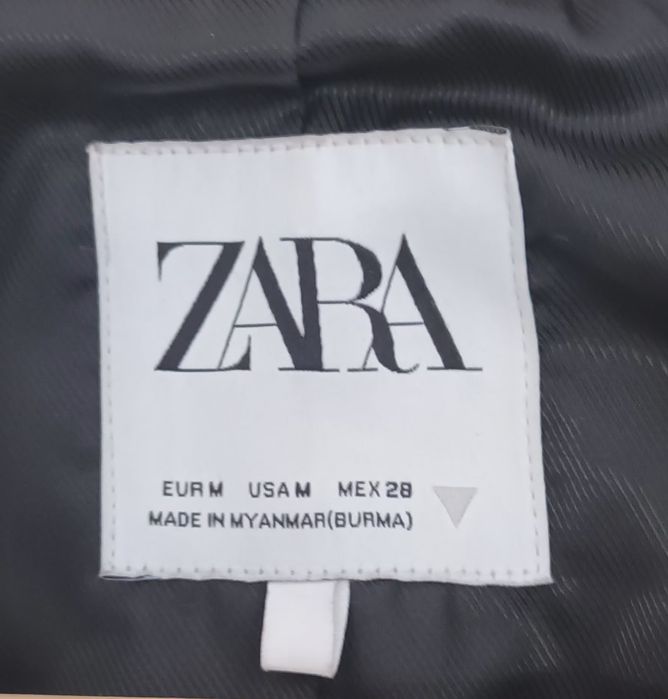 ZARA
EUR M USA M MEX 28
MADE IN MYANMAR(BURMA)